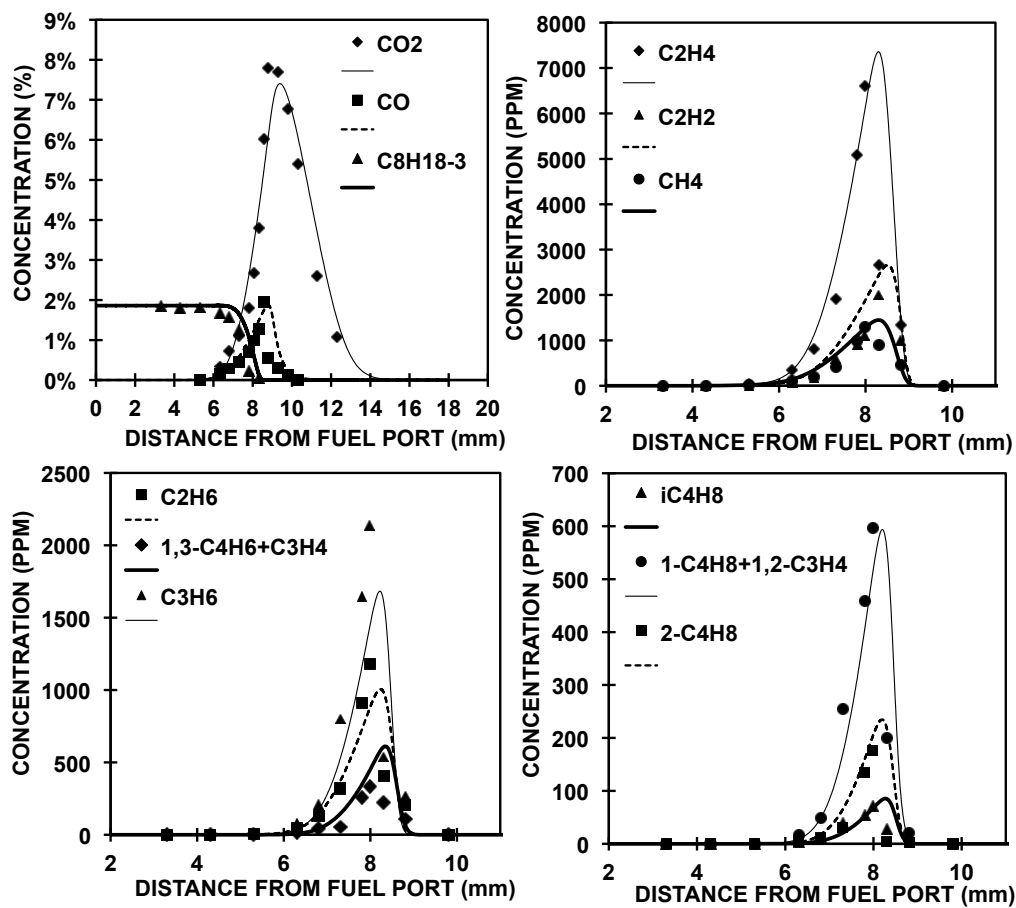 9%
8%
7%
6%
5%
4%
3%
2%
1%
0%
CONCENTRATION (%)
CO2
CO
C8H18-3
0 2 4 6 8 10 12 14 16 18 20
DISTANCE FROM FUEL PORT (mm)
8000
7000
6000
5000
4000
3000
2000
1000
0
CONCENTRATION (PPM)
C2H4
C2H2
CH4
2 4 6 8 10
DISTANCE FROM FUEL PORT (mm)
2500
2000
1500
1000
500
0
CONCENTRATION (PPM)
C2H6
1,3-C4H6+C3H4
C3H6
2 4 6 8 10
DISTANCE FROM FUEL PORT (mm)
700
600
500
400
300
200
100
0
CONCENTRATION (PPM)
iC4H8
1-C4H8+1,2-C3H4
2-C4H8
2 4 6 8 10
DISTANCE FROM FUEL PORT (mm)